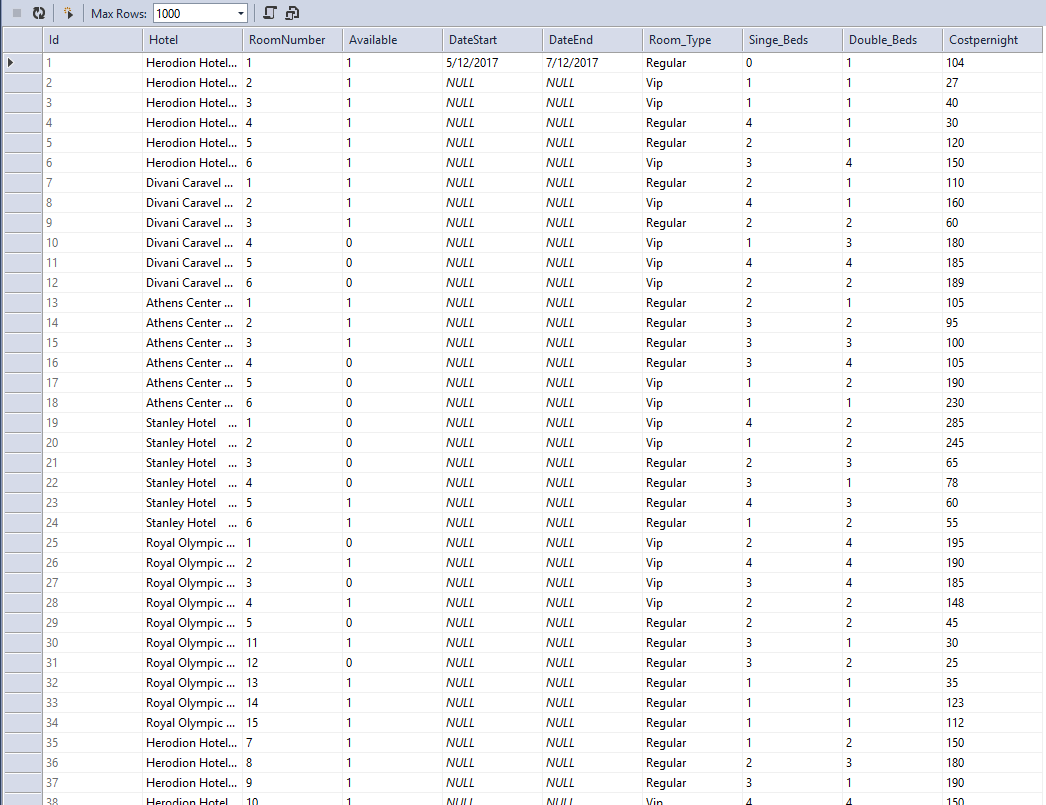 Max Rows: 1000
Id Hotel RoomNumber Available DateStart DateEnd Room_Type Singe_Beds Double_Beds Costpernight
1 Herodion Hotel... 1 1 5/12/2017 7/12/2017 Regular 0 1 104
2 Herodion Hotel... 2 1 NULL NULL Vip 1 1 27
3 Herodion Hotel... 3 1 NULL NULL Vip 1 1 40
4 Herodion Hotel... 4 1 NULL NULL Regular 4 1 30
5 Herodion Hotel... 5 1 NULL NULL Regular 2 1 120
6 Herodion Hotel... 6 1 NULL NULL Vip 3 4 150
7 Divani Caravel ... 1 1 NULL NULL Regular 2 1 110
8 Divani Caravel ... 2 1 NULL NULL Vip 4 1 160
9 Divani Caravel ... 3 1 NULL NULL Regular 2 2 60
10 Divani Caravel ... 4 0 NULL NULL Vip 1 3 180
11 Divani Caravel ... 5 0 NULL NULL Vip 4 4 185
12 Divani Caravel ... 6 0 NULL NULL Vip 2 2 189
13 Athens Center ... 1 1 NULL NULL Regular 2 1 105
14 Athens Center ... 2 1 NULL NULL Regular 3 2 95
15 Athens Center ... 3 1 NULL NULL Regular 3 3 100
16 Athens Center ... 4 0 NULL NULL Regular 3 4 105
17 Athens Center ... 5 0 NULL NULL Vip 1 2 190
18 Athens Center ... 6 0 NULL NULL Vip 1 1 230
19 Stanley Hotel ... 1 0 NULL NULL Vip 4 2 285
20 Stanley Hotel ... 2 0 NULL NULL Vip 1 2 245
21 Stanley Hotel ... 3 0 NULL NULL Regular 2 3 65
22 Stanley Hotel ... 4 0 NULL NULL Regular 3 1 78
23 Stanley Hotel ... 5 1 NULL NULL Regular 4 3 60
24 Stanley Hotel ... 6 1 NULL NULL Regular 1 2 55
25 Royal Olympic ... 1 0 NULL NULL Vip 2 4 195
26 Royal Olympic ... 2 1 NULL NULL Vip 4 4 190
27 Royal Olympic ... 3 0 NULL NULL Vip 3 4 185
28 Royal Olympic ... 4 1 NULL NULL Vip 2 2 148
29 Royal Olympic ... 5 0 NULL NULL Regular 2 2 45
30 Royal Olympic ... 11 1 NULL NULL Regular 3 1 30
31 Royal Olympic ... 12 0 NULL NULL Regular 3 2 25
32 Royal Olympic ... 13 1 NULL NULL Regular 1 1 35
33 Royal Olympic ... 14 1 NULL NULL Regular 1 1 123
34 Royal Olympic ... 15 1 NULL NULL Regular 1 1 112
35 Herodion Hotel... 7 1 NULL NULL Regular 1 2 150
36 Herodion Hotel... 8 1 NULL NULL Regular 2 3 180
37 Herodion Hotel... 9 1 NULL NULL Regular 3 1 190
38 Herodion Hotel... 10 1 NULL NULL Vip 4 4 150